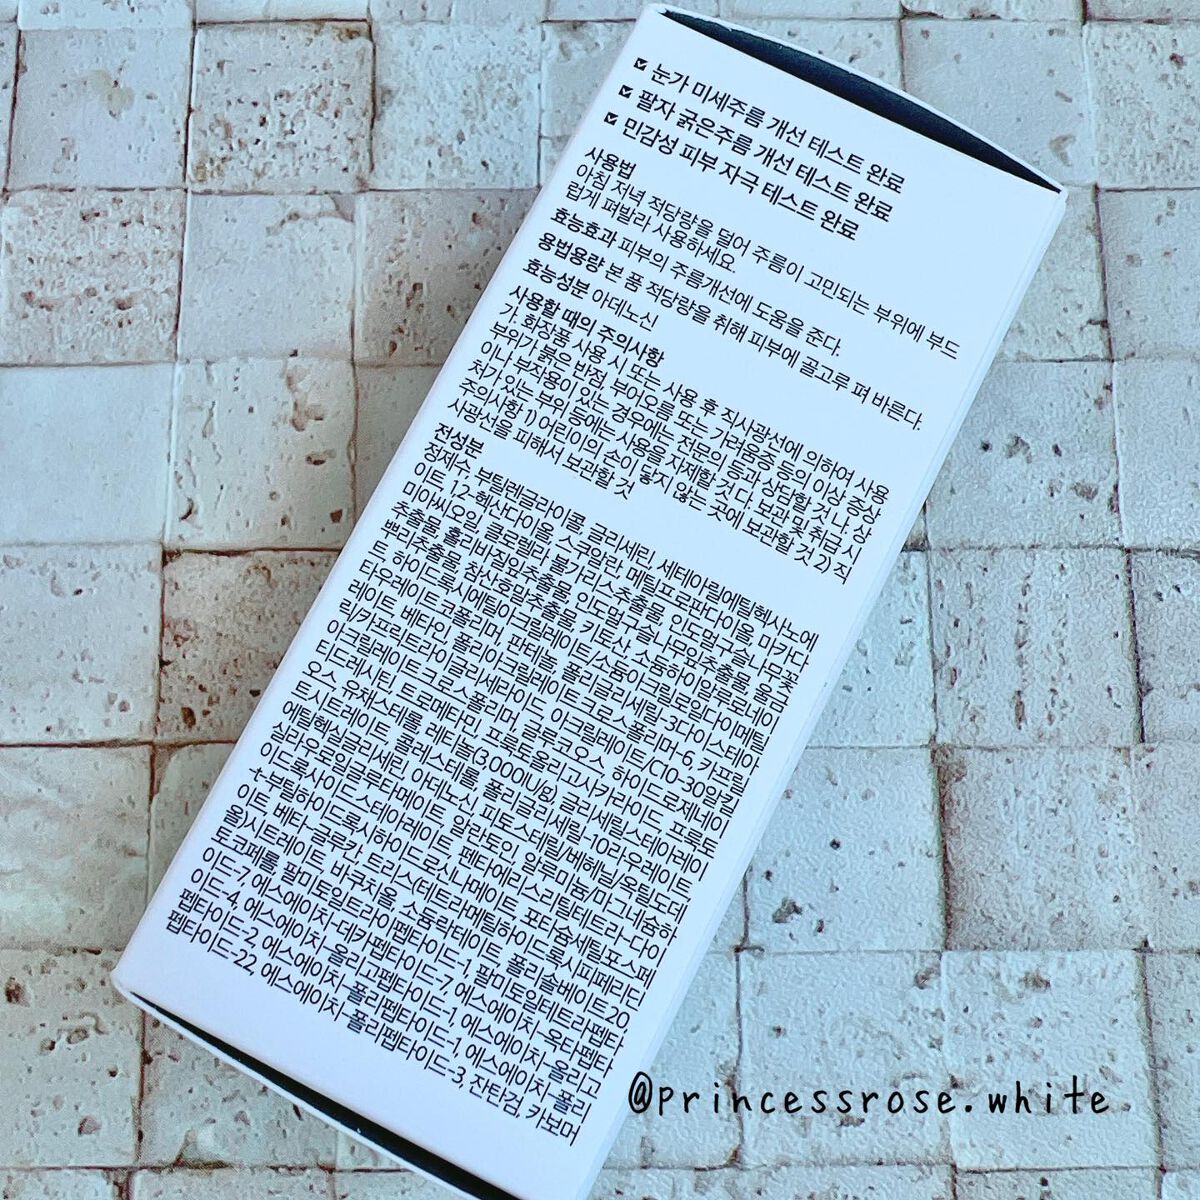 ☑ 눈가 미세주름 개선 테스트 완료
☑ 팔자 굵은주름 개선 테스트 완료
☑ 민감성 피부 자극 테스트 완료
사용법
아침 저녁 적당량을 덜어 주름이 고민되는 부위에 부드
럽게 펴발라 사용하세요.
효능효과 피부의 주름개선에 도움을 준다.
용법용량 본 품 적당량을 취해 피부에 골고루 펴 바른다.
효능성분 아데노신
사용할 때의 주의사항
가. 화장품 사용 시 또는 사용 후 직사광선에 의하여 사용
부위가 붉은 반점, 부어오름 또는 가려움증 등의 이상 증상
이나 부작용이 있는 경우에는 전문의 등과 상담할 것 나. 상
처가 있는 부위 등에는 사용을 자제할 것 다. 보관 및 취급 시
주의사항 1) 어린이의 손이 닿지 않는 곳에 보관할 것 2) 직
사광선을 피해서 보관할 것
전성분
정제수, 부틸렌글라이콜, 글리세린, 세테아릴에틸헥사노에
이트, 1,2-헥산다이올, 스쿠알란, 메틸프로판다이올, 마카다
미아씨오일, 클로렐라 불가리스추출물, 인도멀구슬나무꽃
추출물, 홀리바질잎추출물, 인도멀구슬나무잎추출물, 울금
뿌리추출물, 참산호말추출물, 키토산, 소듐하이알루로네이
트, 하이드록시에틸아크릴레이트/소듐아크릴로일다이메틸
타우레이트코폴리머, 판테놀, 폴리글리세릴-3다이스테아
레이트, 베타인, 폴리아크릴레이트크로스폴리머-6, 카프릴
리/카프릭트라이글리세라이드, 아크릴레이트/C10-30알킬
아크릴레이트크로스폴리머, 글루코오스, 하이드로제네이
티드레시틴, 트로메타민, 프로토올리고사카라이드, 프룩토
오스, 유채스테롤, 레티놀(3,000IU/g), 글리세릴스테아레이
트시트레이트, 콜레스테롤, 폴리글리세릴-10라우레이트,
에틸헥실글리세린, 아데노신, 피토스테릴/베헤닐/옥틸도데
실라우로일글루타메이트, 알란토인, 알루미늄/마그네슘하
이드록사이드스테아레이트, 펜타에리스리틸테트라-다이
-t-부틸하이드록시하이드로신나메이트, 포타슘세틸포스페
이트, 베타-글루칸, 트리스(테트라메틸하이드록시피페리딘
올)시트레이트, 바쿠치올, 소듐락테이트, 폴리솔베이트20,
토코페롤, 팔미토일트라이펩타이드-1, 팔미토일테트라펩타
이드-7, 에스에이치-데카펩타이드-7, 에스에이치-옥타펩타
이드-4, 에스에이치-올리고펩타이드-1, 에스에이치-올리고
펩타이드-2, 에스에이치-폴리펩타이드-1, 에스에이치-폴리
펩타이드-22, 에스에이치-폴리펩타이드-3, 잔탄검, 카보머
@princessrose.white